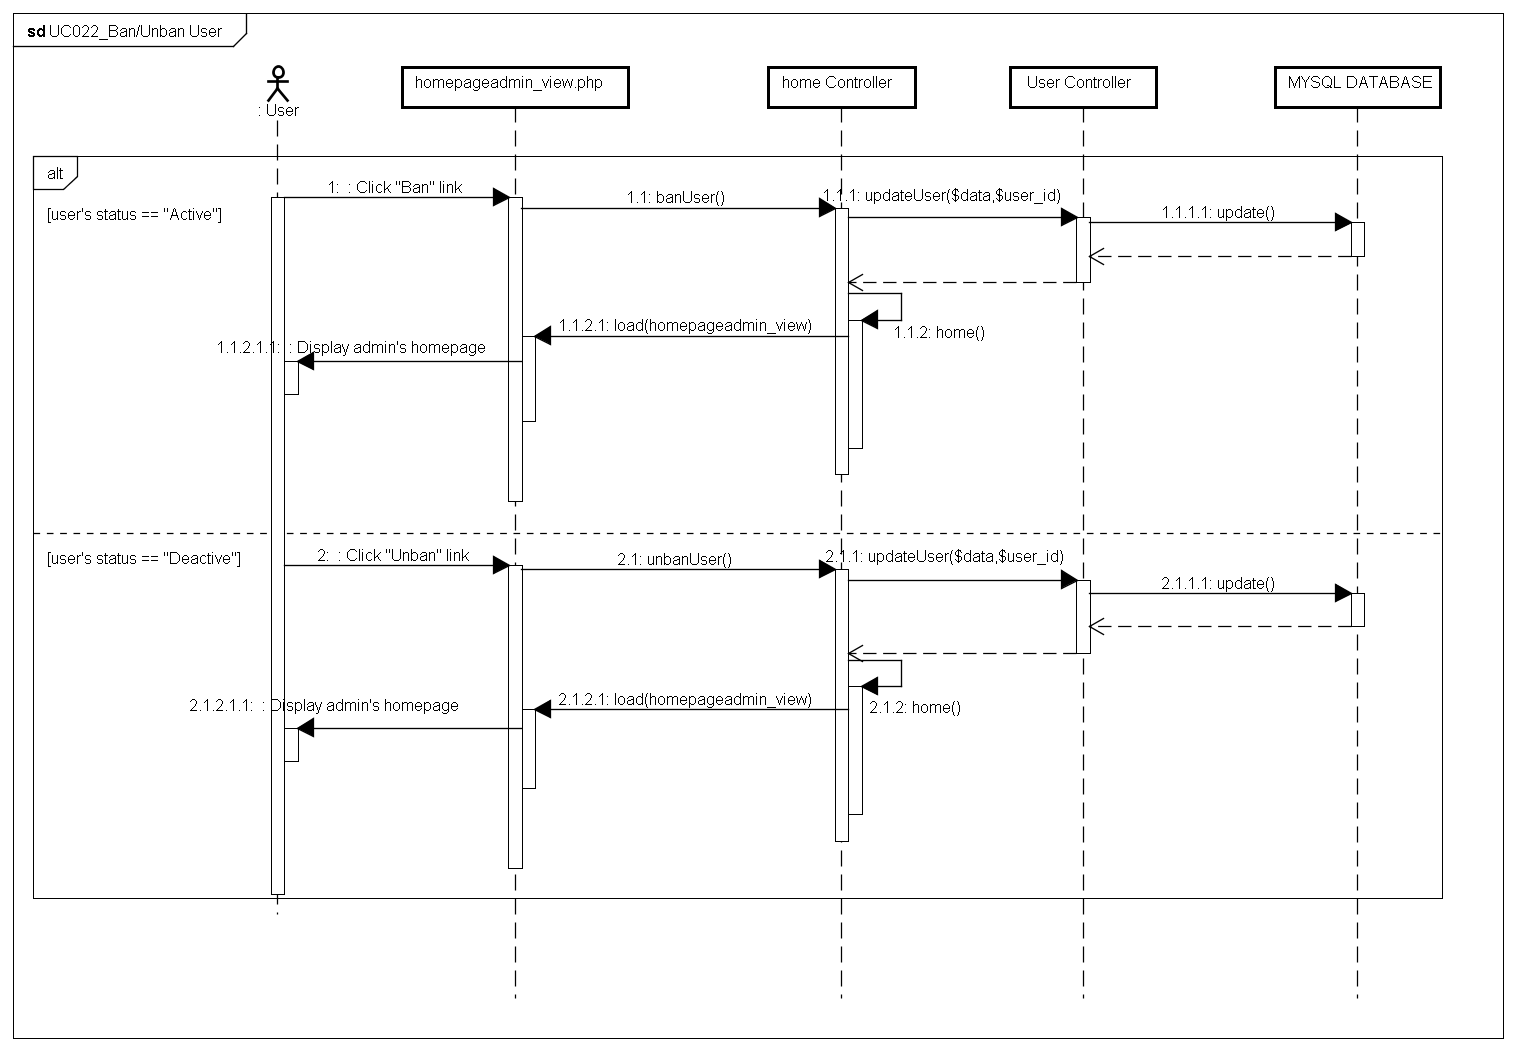 sd UC022_Ban/Unban User
: User
homepageadmin_view.php
home Controller
User Controller
MYSQL DATABASE
alt
[user's status == "Active"]
1:  : Click "Ban" link
1.1: banUser()
1.1.1: updateUser($data,$user_id)
1.1.1.1: update()
1.1.2: home()
1.1.2.1: load(homepageadmin_view)
1.1.2.1.1:  : Display admin's homepage
[user's status == "Deactive"]
2:  : Click "Unban" link
2.1: unbanUser()
2.1.1: updateUser($data,$user_id)
2.1.1.1: update()
2.1.2: home()
2.1.2.1: load(homepageadmin_view)
2.1.2.1.1:  : Display admin's homepage